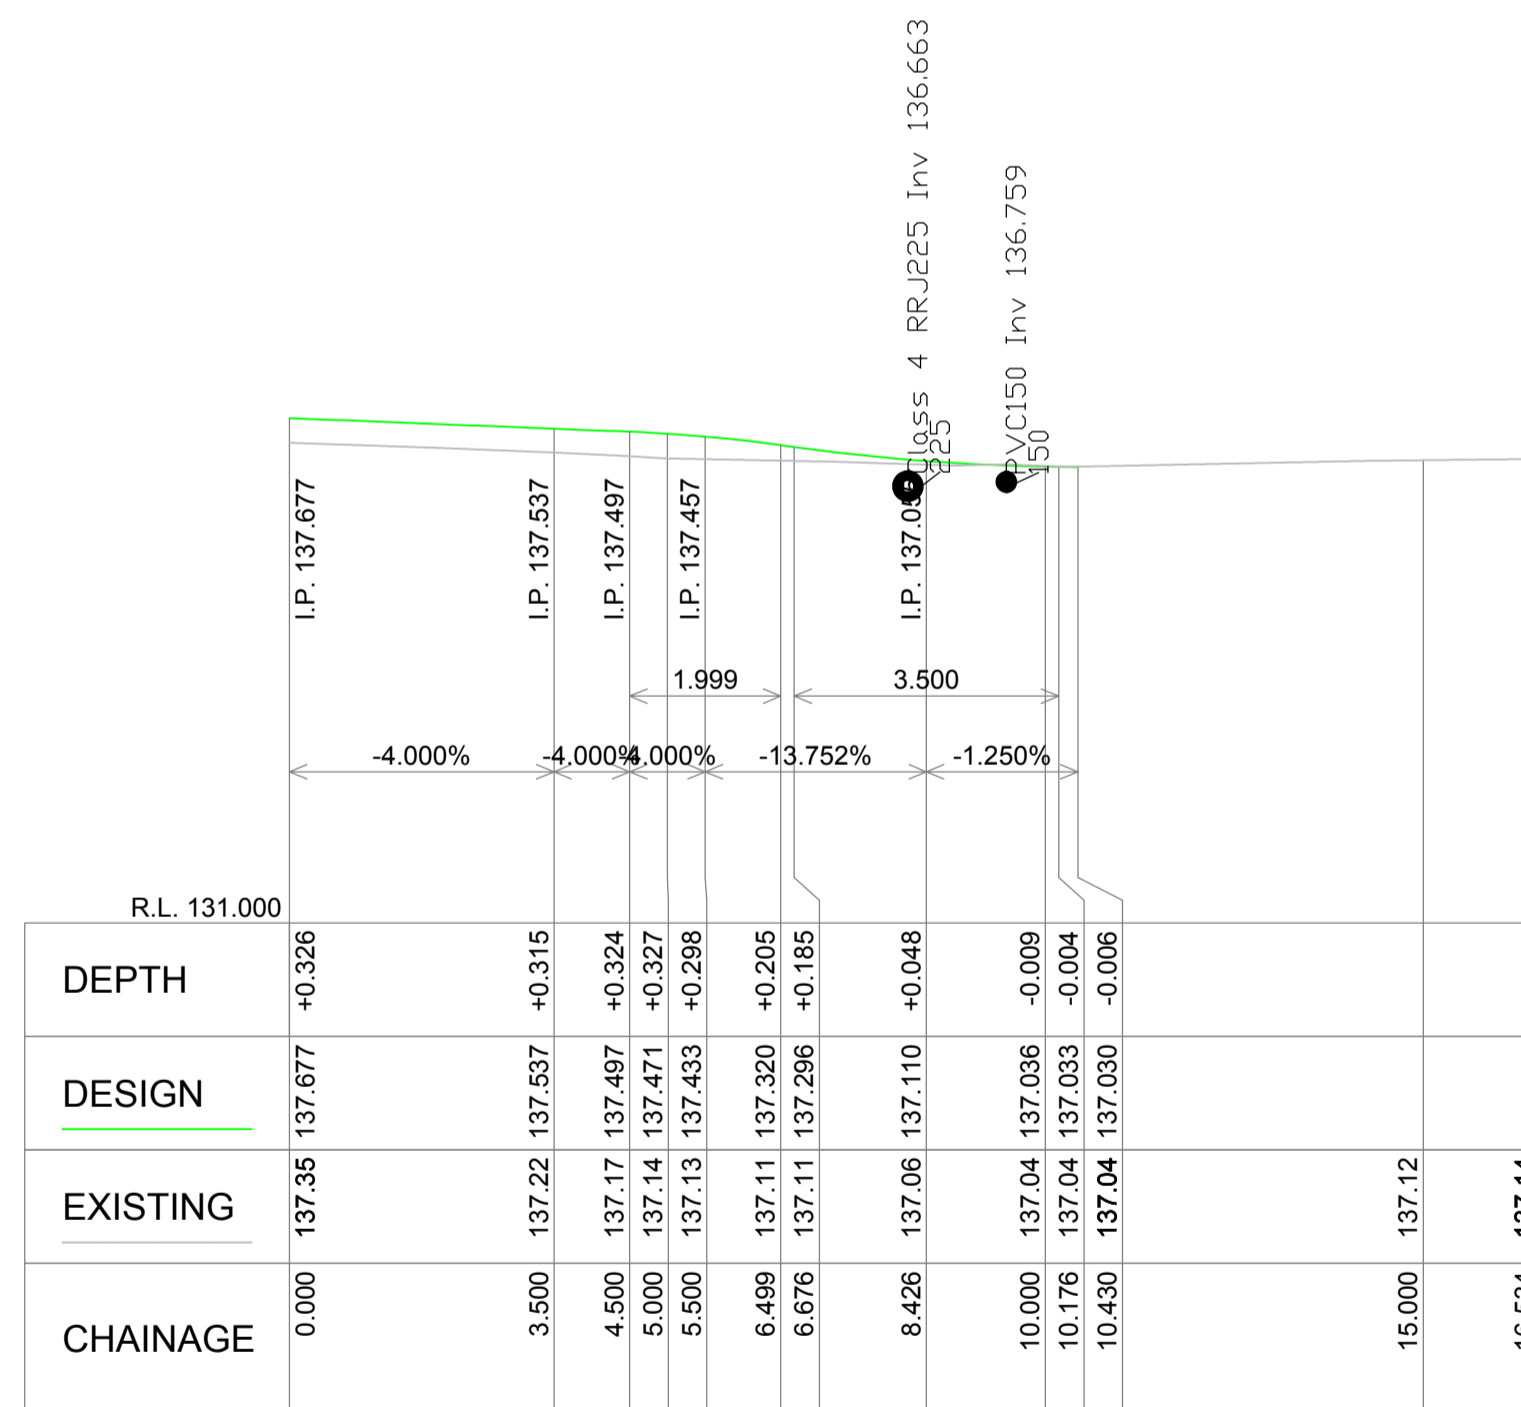 Class 4 RRJ225 Inv 136.663
225
PVC150 Inv 136.759
150
I.P. 137.677
I.P. 137.537
I.P. 137.497
I.P. 137.457
I.P.
1.999
3.500
-4.000%
-4.000%
-4.000%
-13.752%
-1.250%
R.L. 131.000
DEPTH +0.326 +0.315 +0.324 +0.327 +0.298 +0.205 +0.185 +0.048 -0.009 -0.004 -0.006
DESIGN 137.677 137.537 137.497 137.471 137.433 137.320 137.296 137.110 137.036 137.033 137.030
EXISTING 137.35 137.22 137.17 137.14 137.13 137.11 137.11 137.06 137.04 137.04 137.04 137.12
CHAINAGE 0.000 3.500 4.500 5.000 5.500 6.499 6.676 8.426 10.000 10.176 10.430 15.000